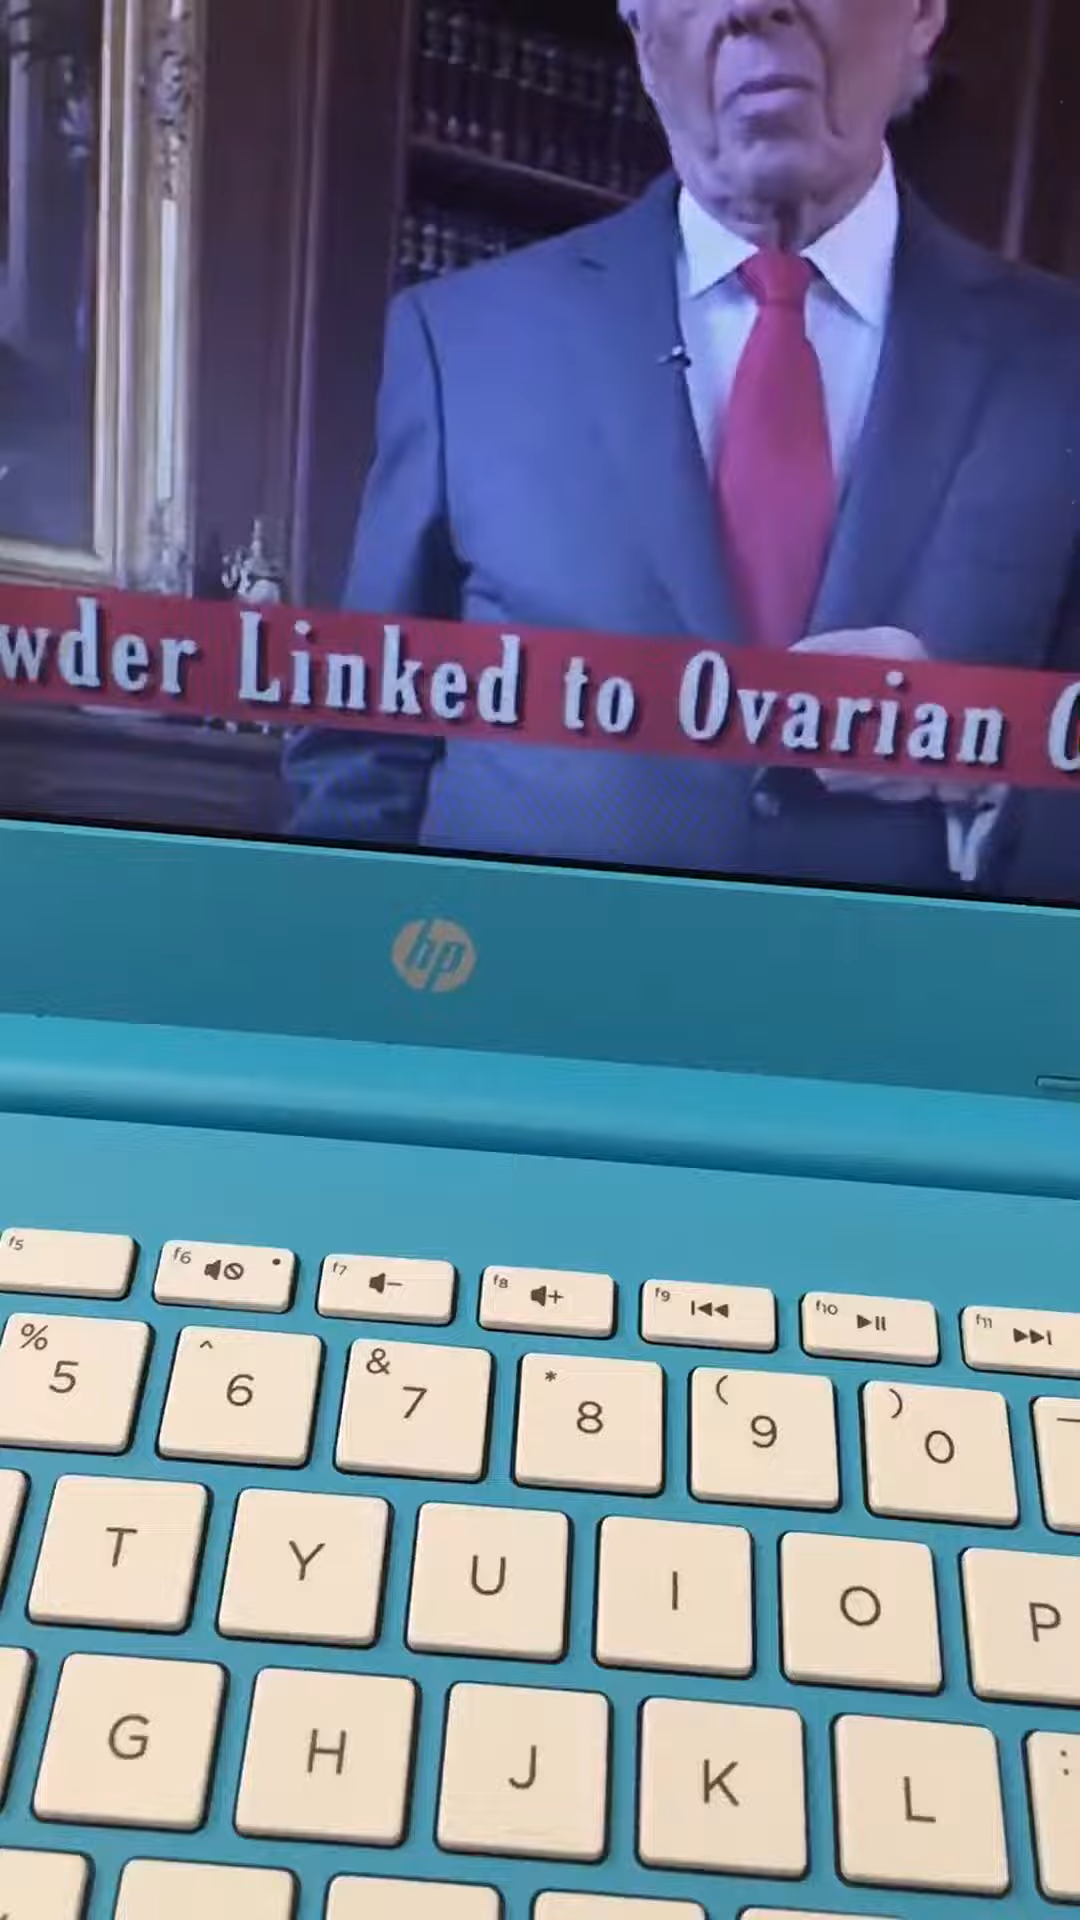 wder Linked to Ovarian C
hp
f5 f6 f7 f8 f9 f10 f11
% ^ & * ( )
5 6 7 8 9 0
T Y U I O P
G H J K L :